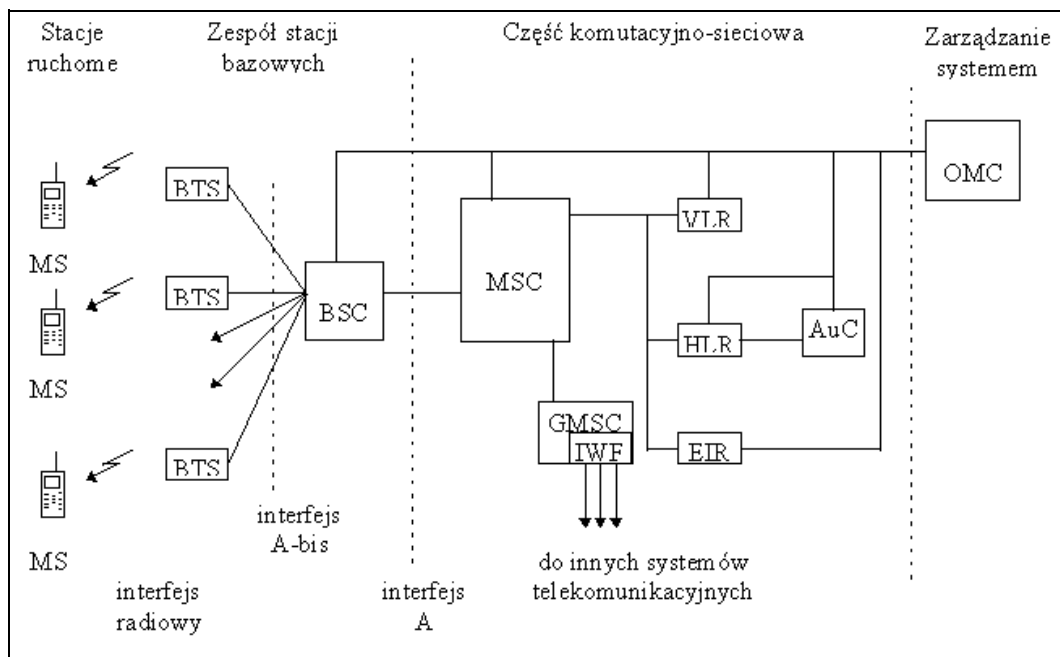 Stacje
ruchome
Zespół stacji
bazowych
Część komutacyjno-sieciowa
Zarządzanie
systemem
OMC
BTS
VLR
MS
MSC
BTS
BSC
HLR
AuC
MS
GMSC
IWF
EIR
BTS
MS
interfejs
A-bis
do innych systemów
telekomunikacyjnych
interfejs
radiowy
interfejs
A